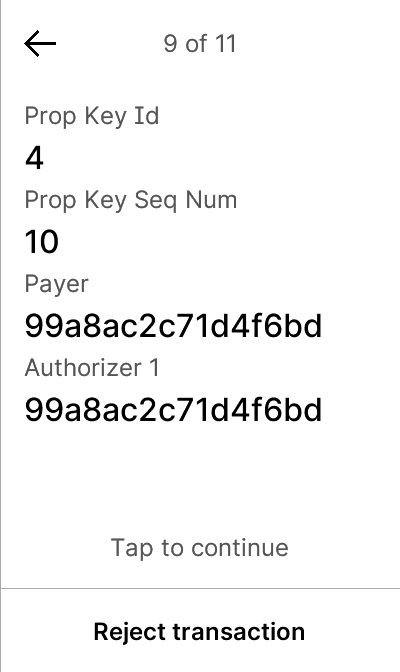 9 of 11
Prop Key Id
4
Prop Key Seq Num
10
Payer
99a8ac2c71d4f6bd
Authorizer 1
99a8ac2c71d4f6bd
Tap to continue
Reject transaction